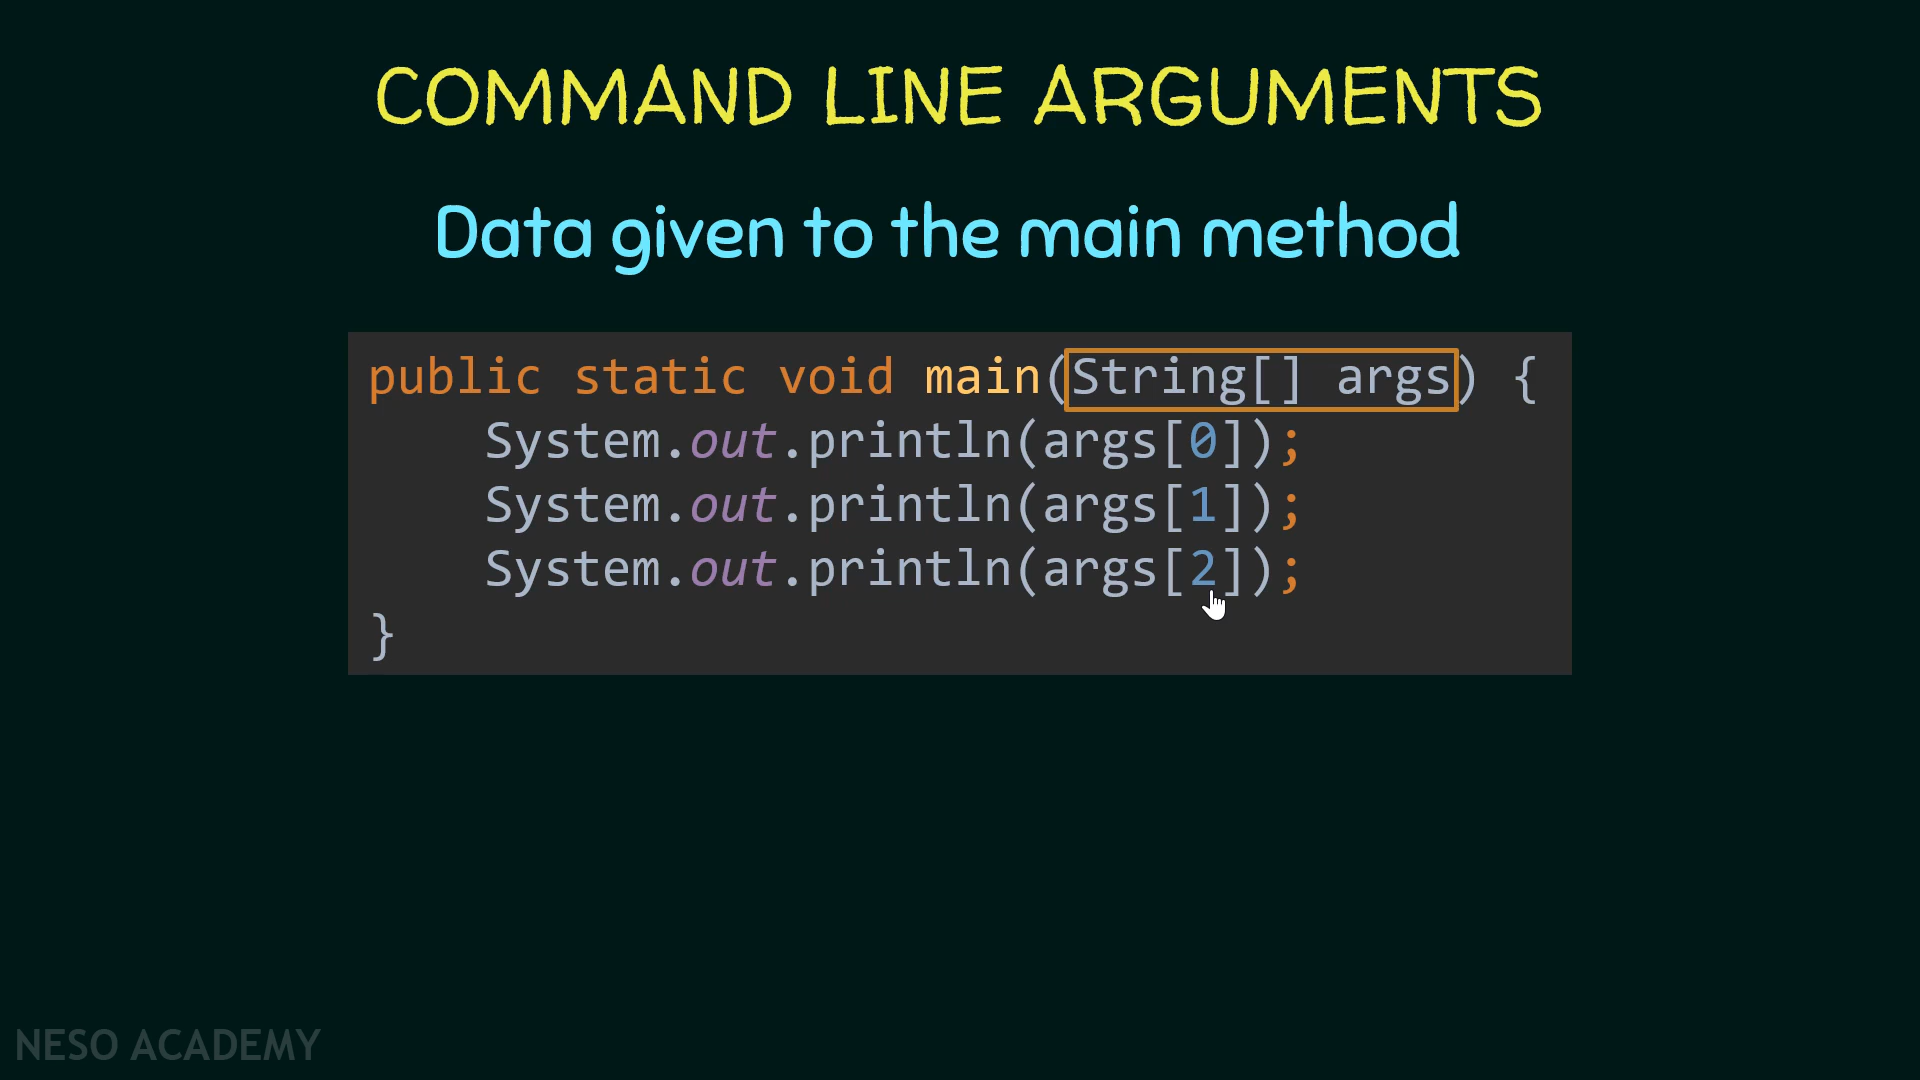 COMMAND LINE ARGUMENTS
Data given to the main method
public static void main(String[] args) {
    System.out.println(args[0]);
    System.out.println(args[1]);
    System.out.println(args[2]);
}
NESO ACADEMY